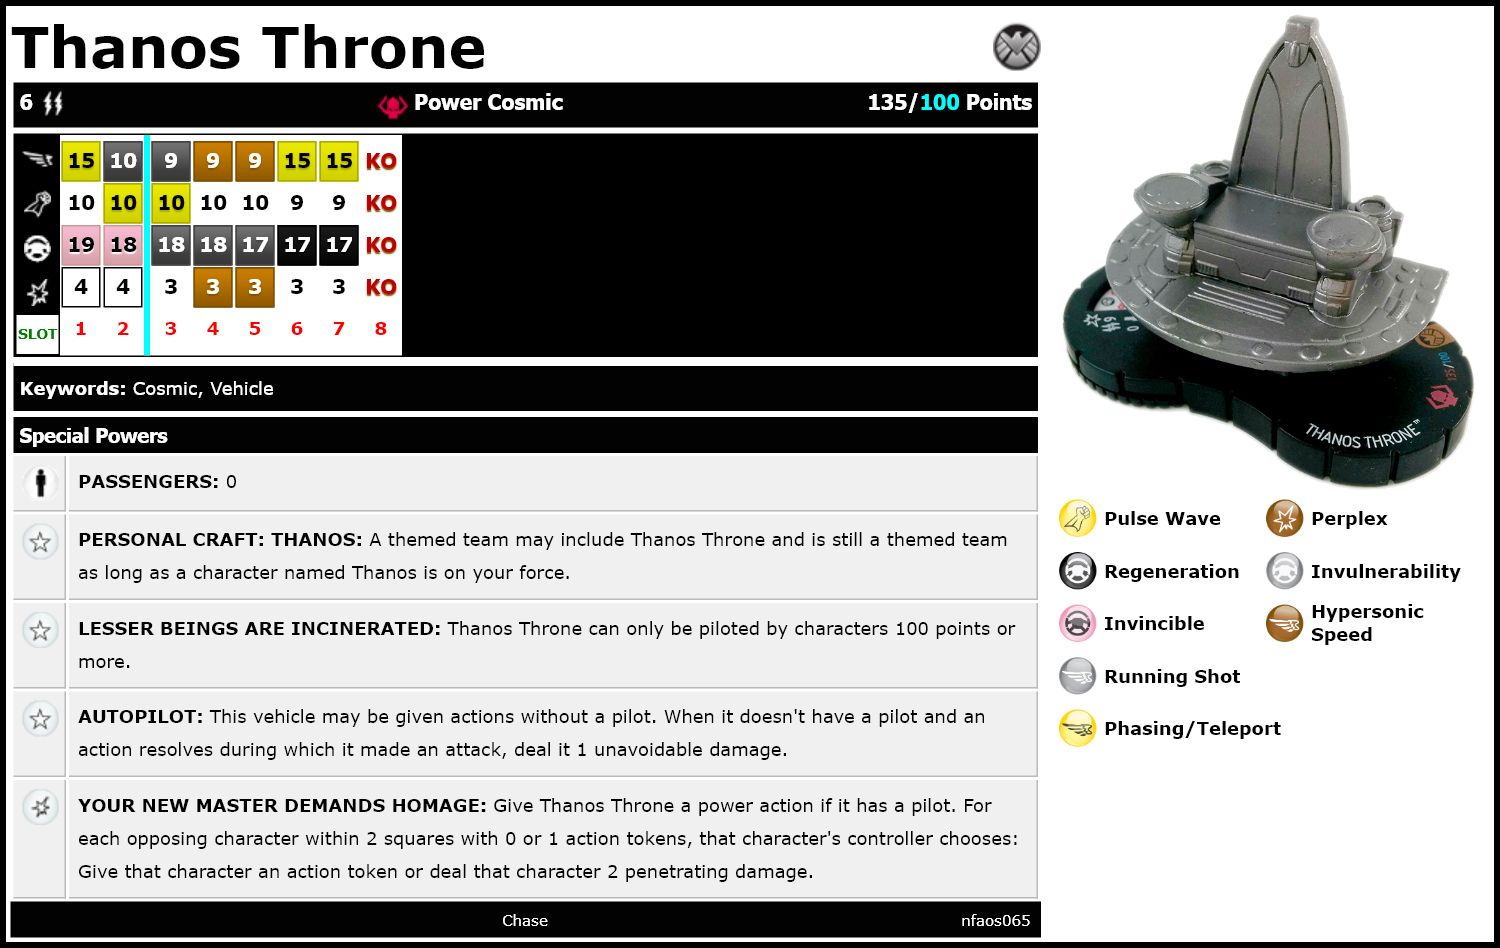 Thanos Throne
6 Power Cosmic 135/100 Points
15 10 9 9 9 15 15 KO
10 10 10 10 10 9 9 KO
19 18 18 18 17 17 17 KO
4 4 3 3 3 3 3 KO
SLOT 1 2 3 4 5 6 7 8
Keywords: Cosmic, Vehicle
Special Powers
PASSENGERS: 0
PERSONAL CRAFT: THANOS: A themed team may include Thanos Throne and is still a themed team
as long as a character named Thanos is on your force.
LESSER BEINGS ARE INCINERATED: Thanos Throne can only be piloted by characters 100 points or
more.
AUTOPILOT: This vehicle may be given actions without a pilot. When it doesn't have a pilot and an
action resolves during which it made an attack, deal it 1 unavoidable damage.
YOUR NEW MASTER DEMANDS HOMAGE: Give Thanos Throne a power action if it has a pilot. For
each opposing character within 2 squares with 0 or 1 action tokens, that character's controller chooses:
Give that character an action token or deal that character 2 penetrating damage.
Chase nfaos065
THANOS THRONE™
Pulse Wave
Perplex
Regeneration
Invulnerability
Invincible
Hypersonic
Speed
Running Shot
Phasing/Teleport